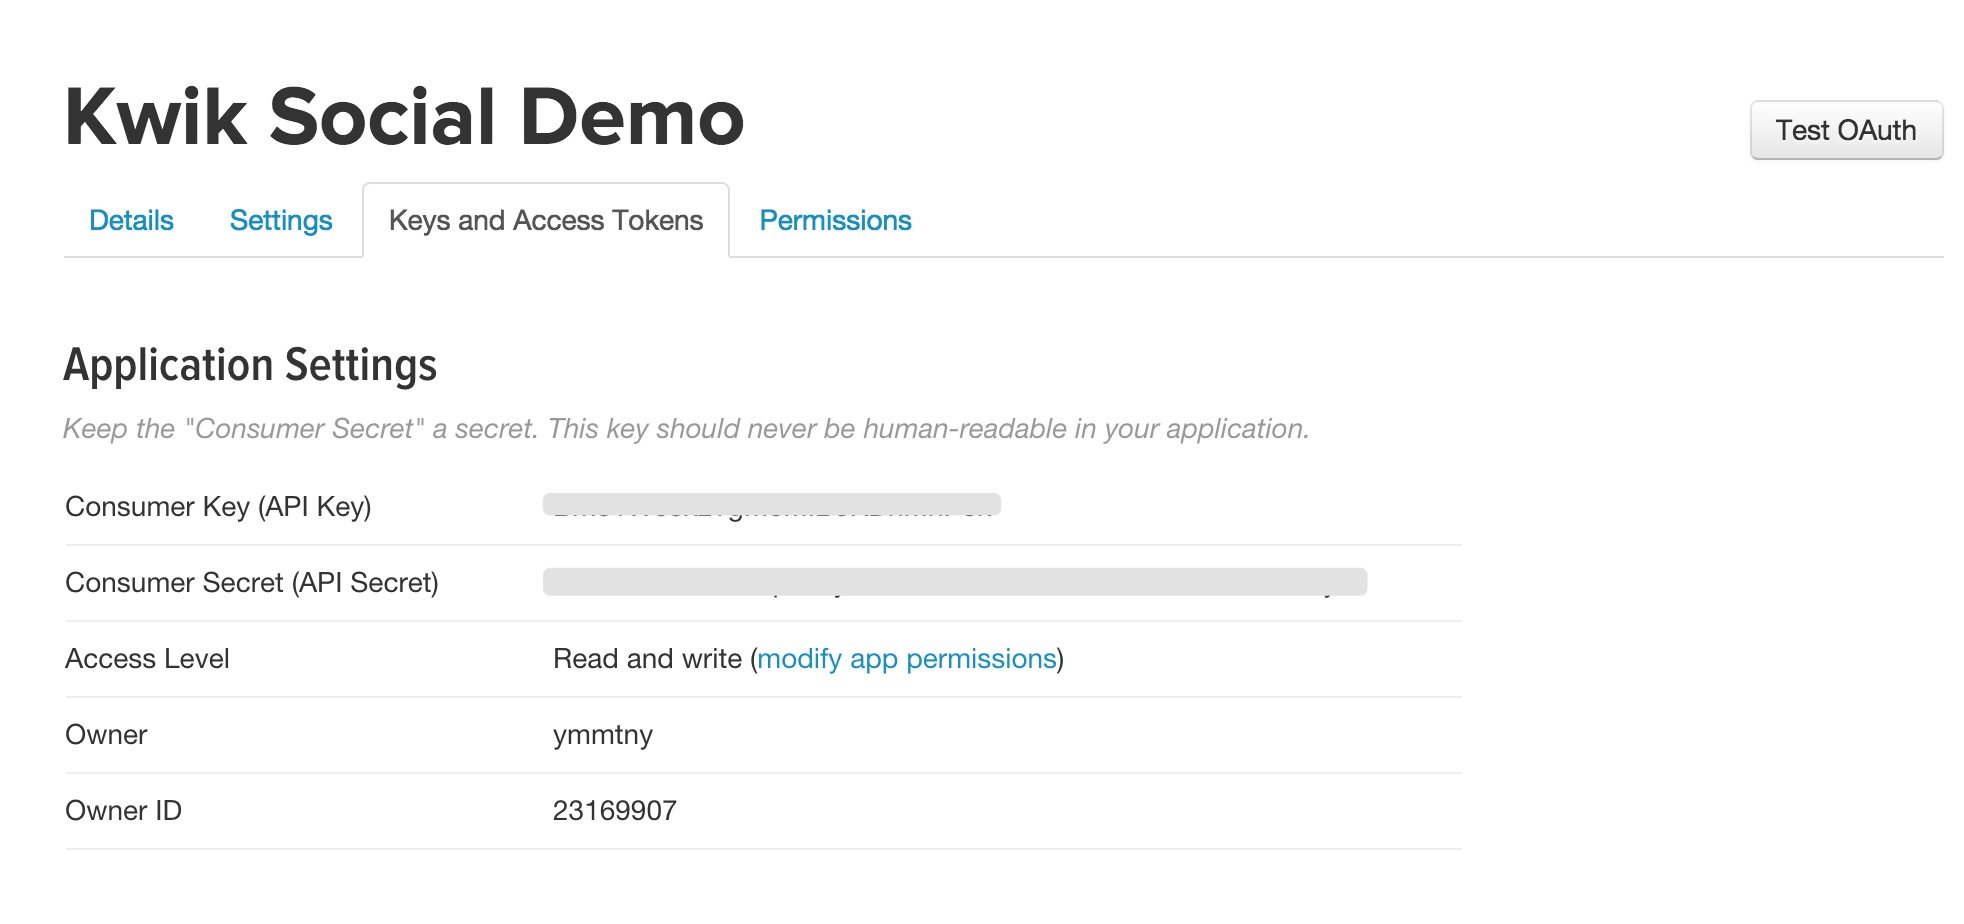 Kwik Social Demo
Test OAuth
Details Settings Keys and Access Tokens Permissions
Application Settings
Keep the "Consumer Secret" a secret. This key should never be human-readable in your application.
Consumer Key (API Key)
Consumer Secret (API Secret)
Access Level Read and write (modify app permissions)
Owner ymmtny
Owner ID 23169907